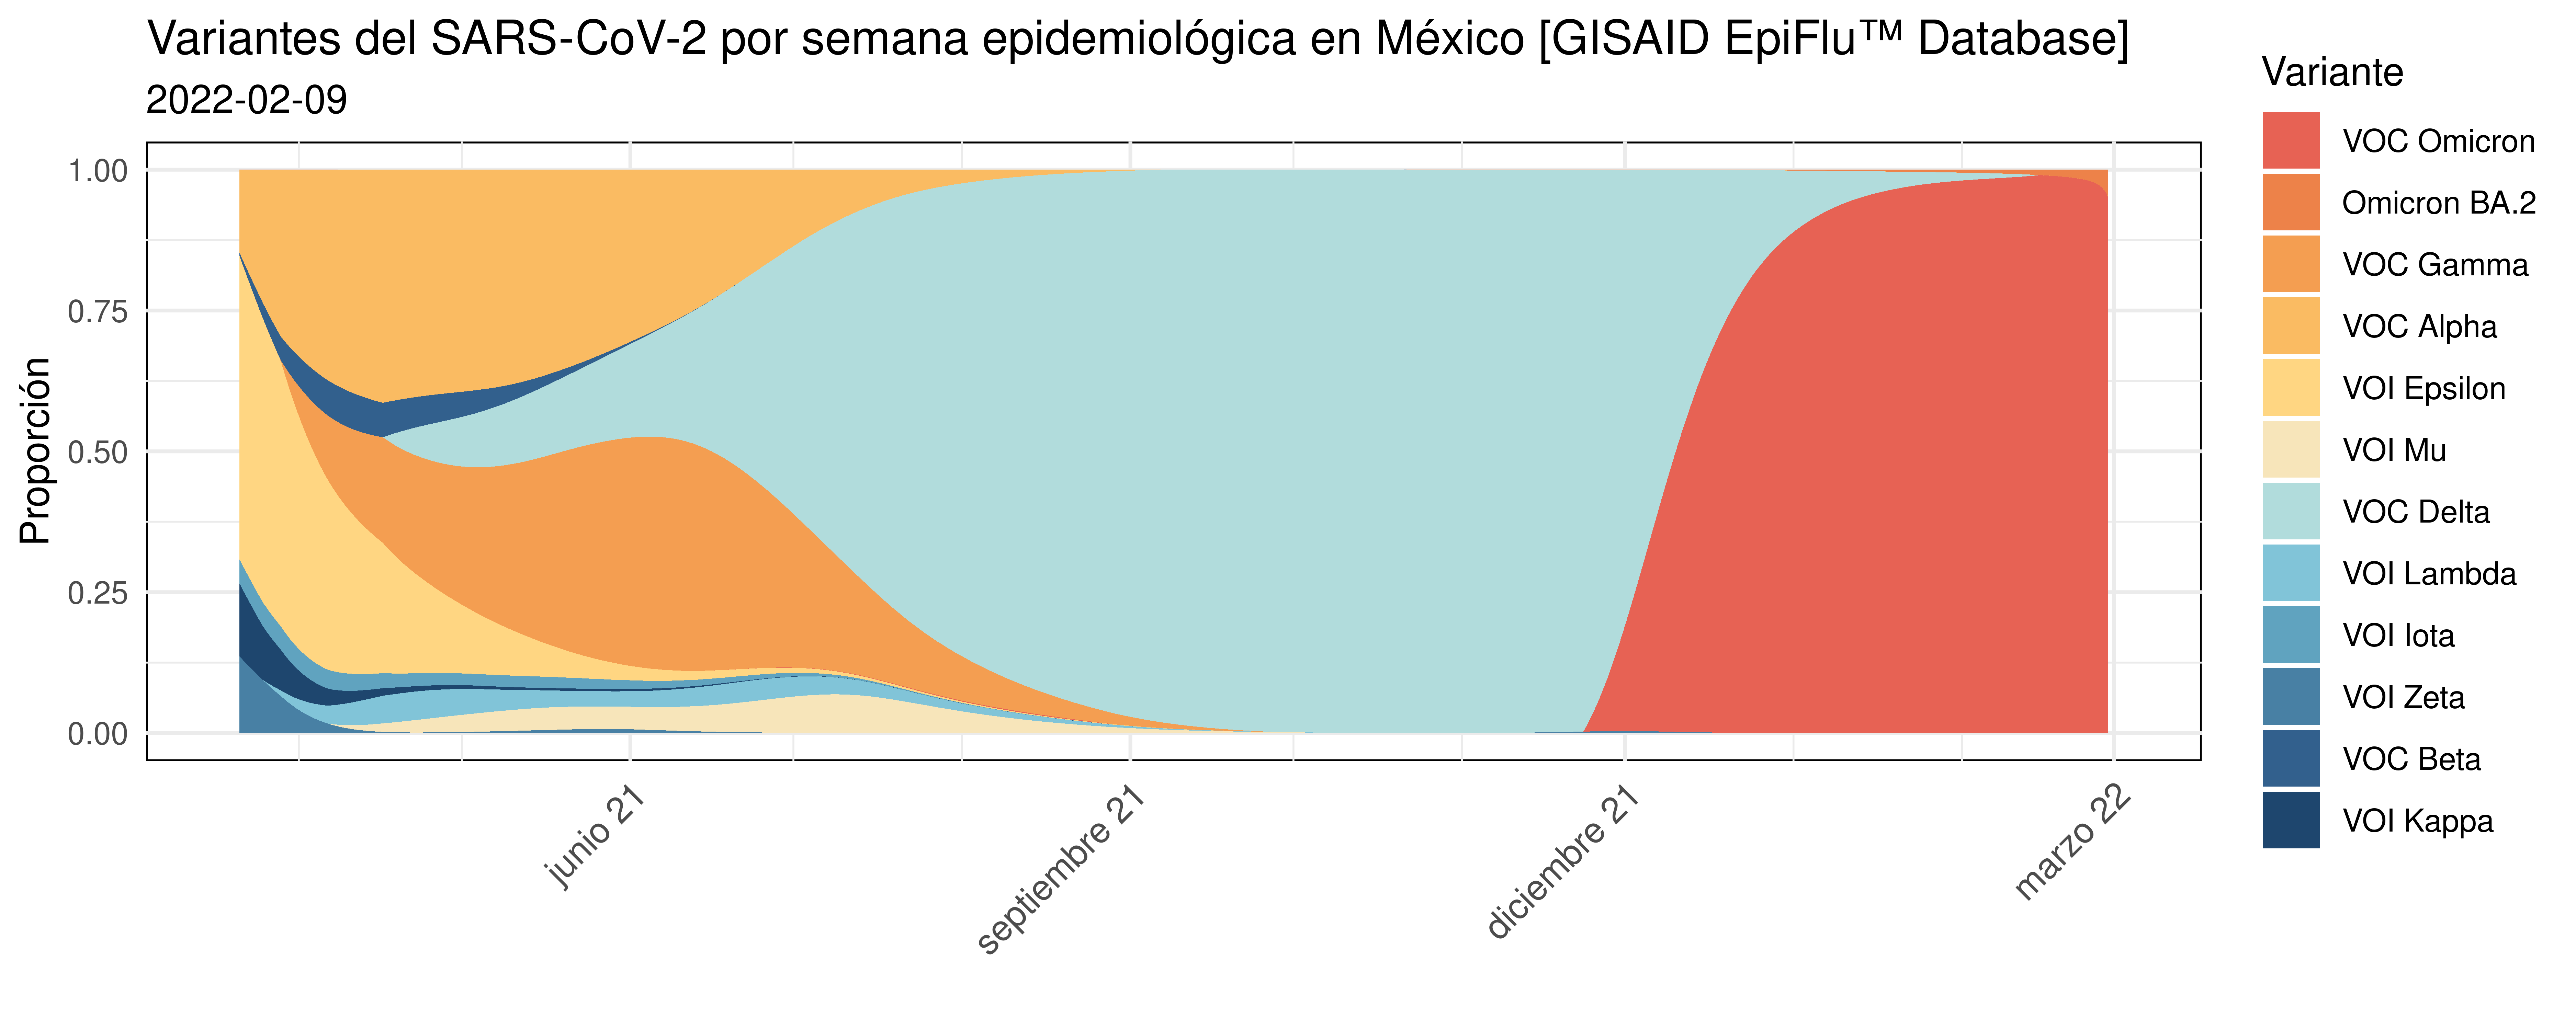 Variantes del SARS-CoV-2 por semana epidemiológica en México [GISAID EpiFlu™ Database]
2022-02-09
Proporción
1.00
0.75
0.50
0.25
0.00
junio 21
septiembre 21
diciembre 21
marzo 22
Variante
VOC Omicron
Omicron BA.2
VOC Gamma
VOC Alpha
VOI Epsilon
VOI Mu
VOC Delta
VOI Lambda
VOI Iota
VOI Zeta
VOC Beta
VOI Kappa